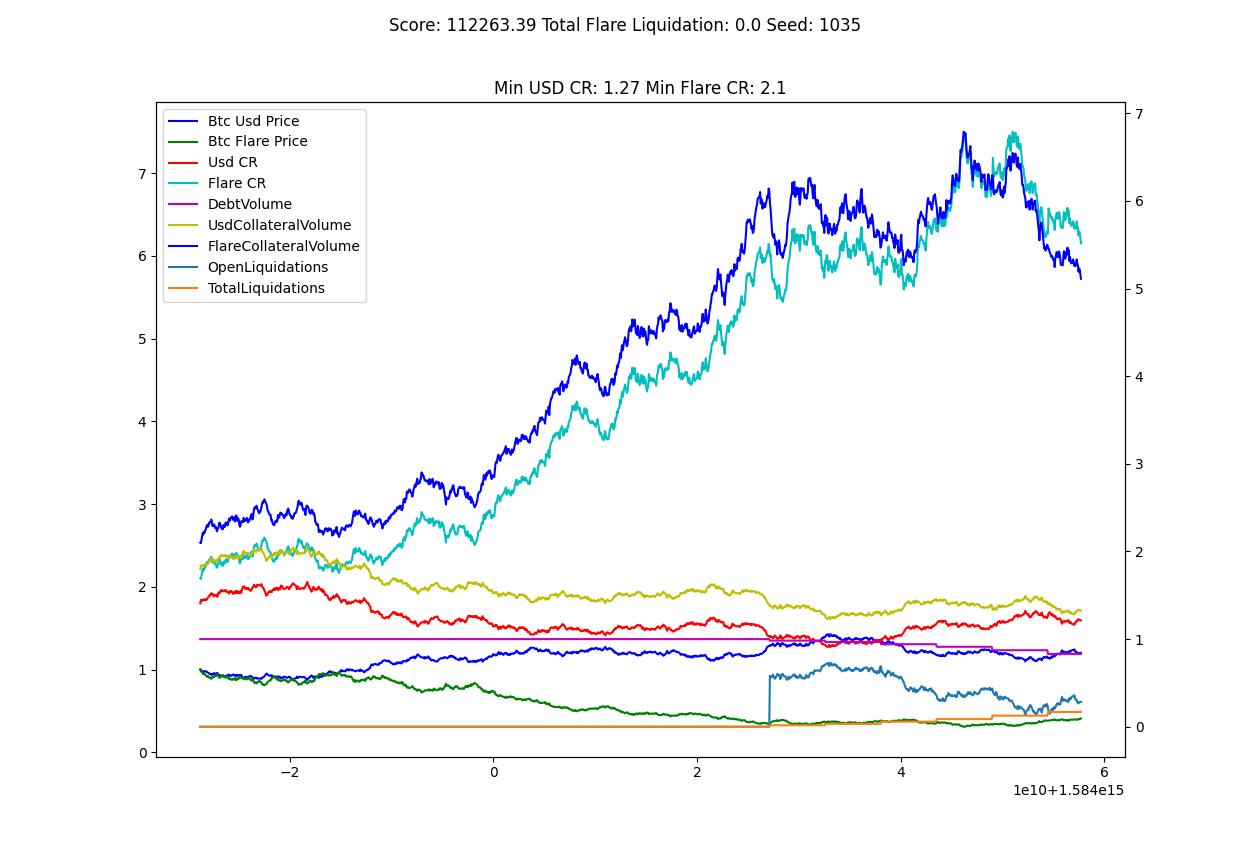 Score: 112263.39 Total Flare Liquidation: 0.0 Seed: 1035
Min USD CR: 1.27 Min Flare CR: 2.1
Btc Usd Price
Btc Flare Price
Usd CR
Flare CR
DebtVolume
UsdCollateralVolume
FlareCollateralVolume
OpenLiquidations
TotalLiquidations
7
6
5
4
3
2
1
0
7
6
5
4
3
2
1
0
−2 0 2 4 6
1e10+1.584e15